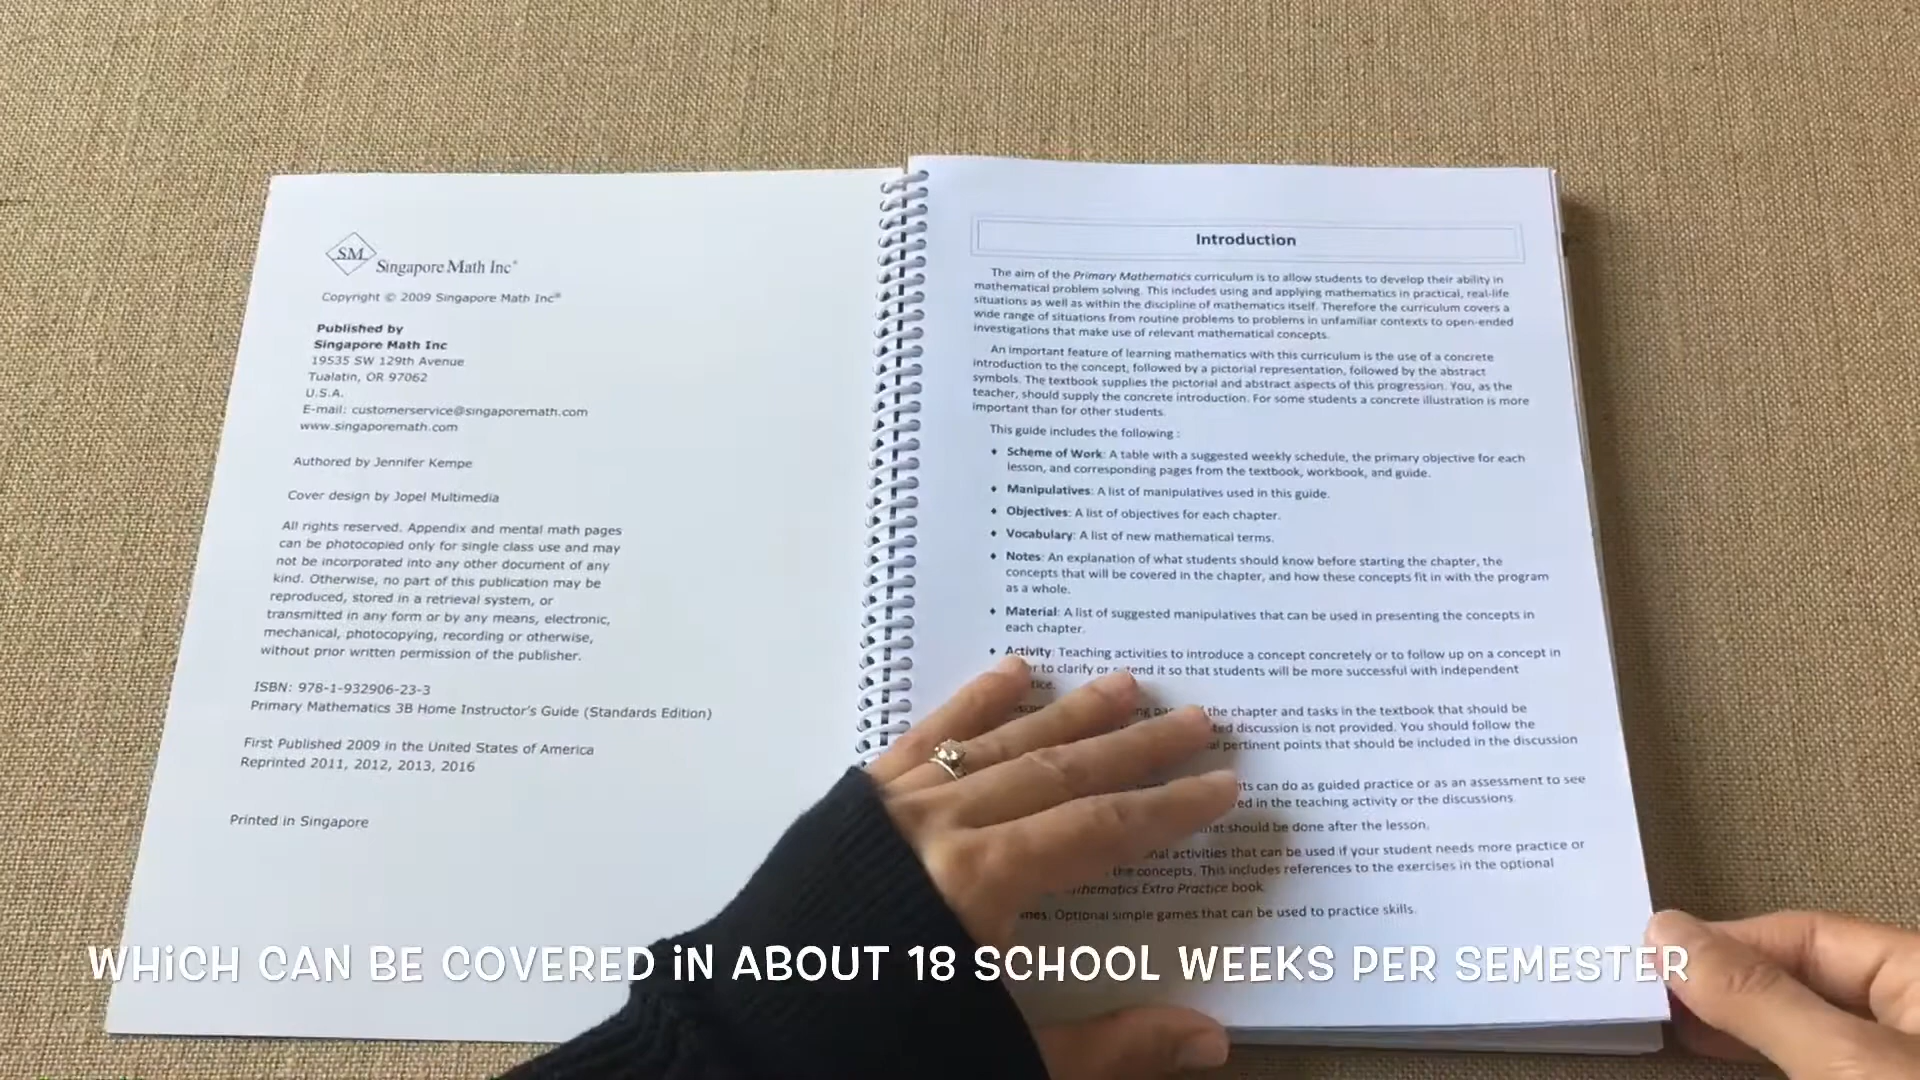 SM
Singapore Math Inc®
Copyright © 2009 Singapore Math Inc®
Published by
Singapore Math Inc
19535 SW 129th Avenue
Tualatin, OR 97062
U.S.A.
E-mail: customerservice@singaporemath.com
www.singaporemath.com
Authored by Jennifer Kempe
Cover design by Jopel Multimedia
All rights reserved. Appendix and mental math pages
can be photocopied only for single class use and may
not be incorporated into any other document of any
kind. Otherwise, no part of this publication may be
reproduced, stored in a retrieval system, or
transmitted in any form or by any means, electronic,
mechanical, photocopying, recording or otherwise,
without prior written permission of the publisher.
ISBN: 978-1-932906-23-3
Primary Mathematics 3B Home Instructor's Guide (Standards Edition)
First Published 2009 in the United States of America
Reprinted 2011, 2012, 2013, 2016
Printed in Singapore
Introduction
The aim of the Primary Mathematics curriculum is to allow students to develop their ability in
mathematical problem solving. This includes using and applying mathematics in practical, real-life
situations as well as within the discipline of mathematics itself. Therefore the curriculum covers a
wide range of situations from routine problems to problems in unfamiliar contexts to open-ended
investigations that make use of relevant mathematical concepts.
An important feature of learning mathematics with this curriculum is the use of a concrete
introduction to the concept, followed by a pictorial representation, followed by the abstract
symbols. The textbook supplies the pictorial and abstract aspects of this progression. You, as the
teacher, should supply the concrete introduction. For some students a concrete illustration is more
important than for other students.
This guide includes the following :
♦ Scheme of Work: A table with a suggested weekly schedule, the primary objective for each
lesson, and corresponding pages from the textbook, workbook, and guide.
♦ Manipulatives: A list of manipulatives used in this guide.
♦ Objectives: A list of objectives for each chapter.
♦ Vocabulary: A list of new mathematical terms.
♦ Notes: An explanation of what students should know before starting the chapter, the
concepts that will be covered in the chapter, and how these concepts fit in with the program
as a whole.
♦ Material: A list of suggested manipulatives that can be used in presenting the concepts in
each chapter.
♦ Activity: Teaching activities to introduce a concept concretely or to follow up on a concept in
to clarify or extend it so that students will be more successful with independent
the chapter and tasks in the textbook that should be
discussion is not provided. You should follow the
pertinent points that should be included in the discussion
can do as guided practice or as an assessment to see
in the teaching activity or the discussions
should be done after the lesson.
activities that can be used if your student needs more practice or
the concepts. This includes references to the exercises in the optional
Extra Practice book.
Optional simple games that can be used to practice skills.
WHiCH CAN BE COVERED iN ABOUT 18 SCHOOL WEEKS PER SEMESTER